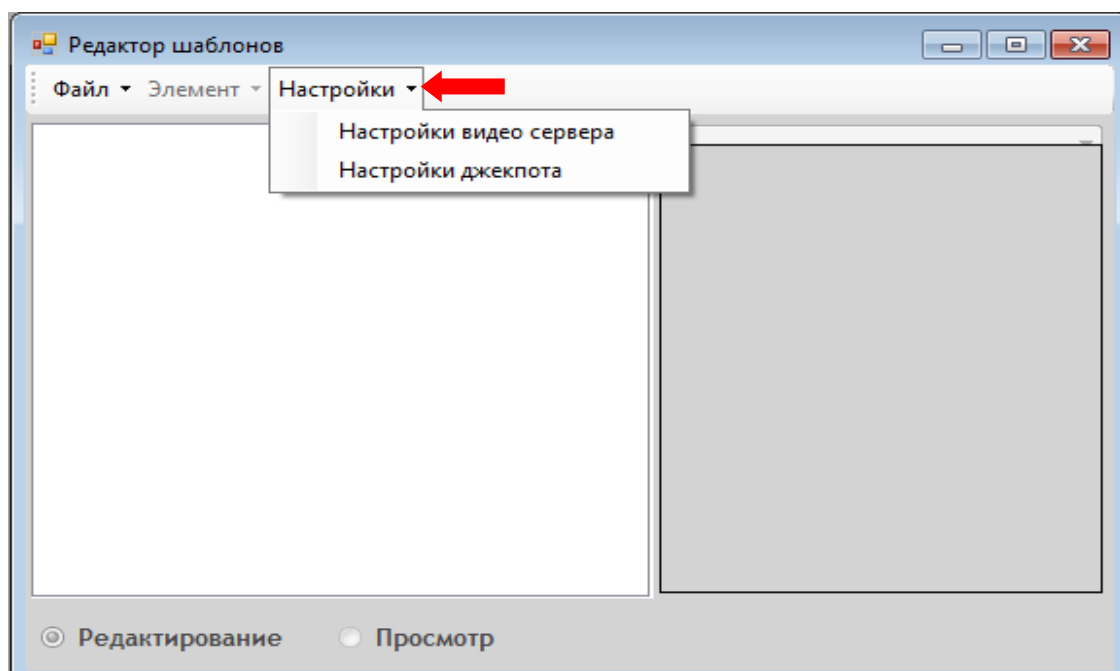 Редактор шаблонов
Файл Элемент Настройки
Настройки видео сервера
Настройки джекпота
Редактирование Просмотр